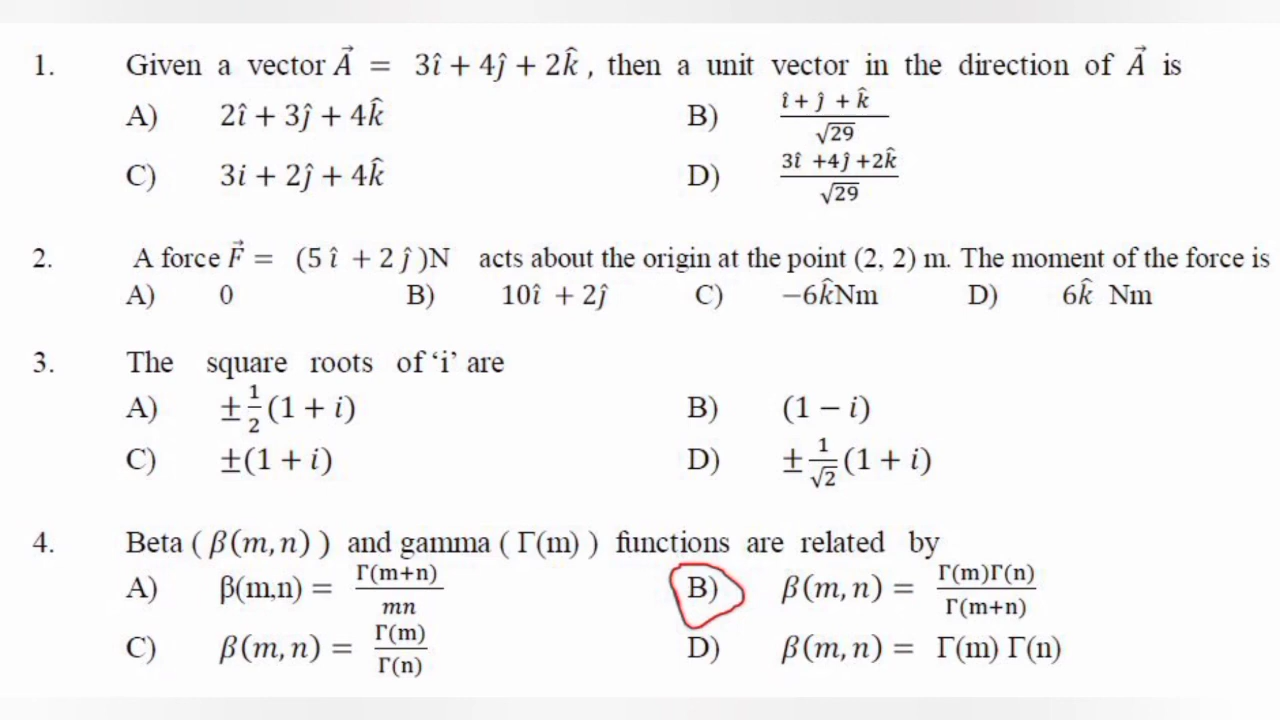 1. Given a vector A⃗ = 3î + 4ĵ + 2k̂ , then a unit vector in the direction of A⃗ is
A) 2î + 3ĵ + 4k̂ B) (î + ĵ + k̂)/√29
C) 3i + 2ĵ + 4k̂ D) (3î +4ĵ +2k̂)/√29
2. A force F⃗ = (5 î + 2 ĵ )N acts about the origin at the point (2, 2) m. The moment of the force is
A) 0 B) 10î + 2ĵ C) −6k̂Nm D) 6k̂ Nm
3. The square roots of ‘i’ are
A) ±1/2(1 + i) B) (1 − i)
C) ±(1 + i) D) ±1/√2(1 + i)
4. Beta ( β(m, n) ) and gamma ( Γ(m) ) functions are related by
A) β(m,n) = Γ(m+n)/mn B) β(m, n) = Γ(m)Γ(n)/Γ(m+n)
C) β(m, n) = Γ(m)/Γ(n) D) β(m, n) = Γ(m) Γ(n)